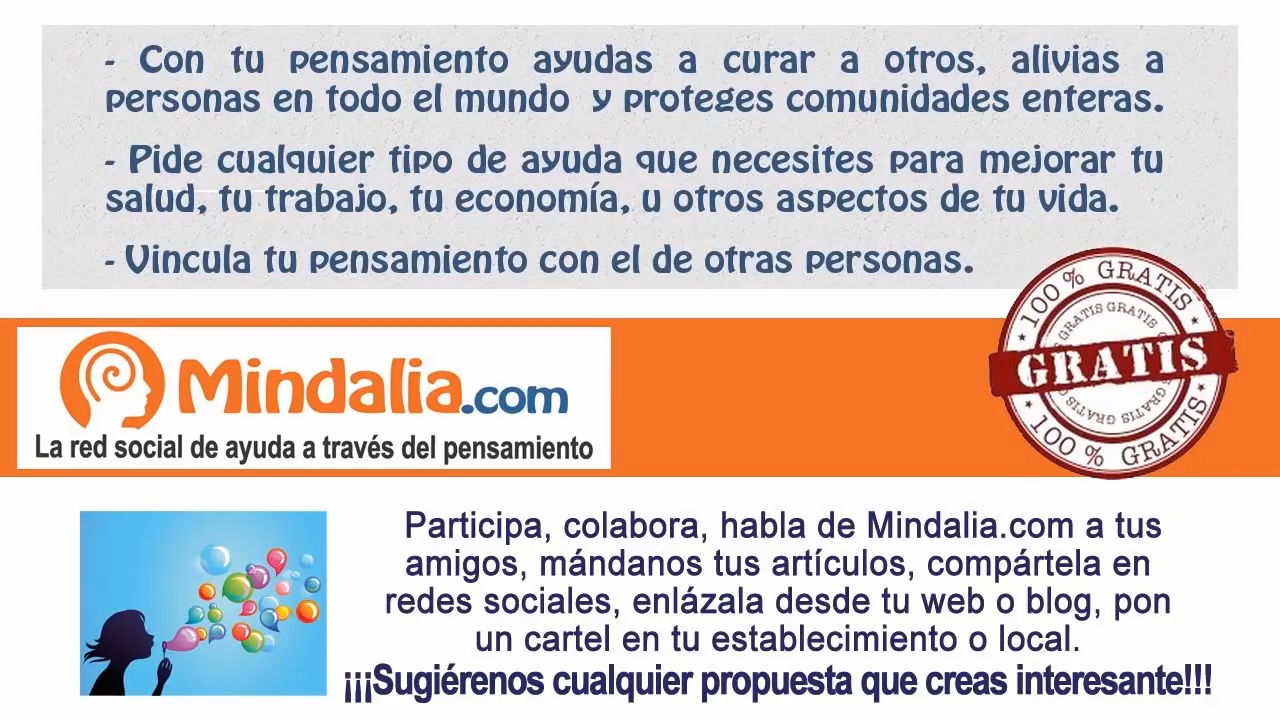 - Con tu pensamiento ayudas a curar a otros, alivias a
personas en todo el mundo y proteges comunidades enteras.
- Pide cualquier tipo de ayuda que necesites para mejorar tu
salud, tu trabajo, tu economía, u otros aspectos de tu vida.
- Vincula tu pensamiento con el de otras personas.
100 % GRATIS
GRATIS GRATIS
GRATIS
GRATIS GRATIS
100 % GRATIS
Mindalia.com
La red social de ayuda a través del pensamiento
Participa, colabora, habla de Mindalia.com a tus
amigos, mándanos tus artículos, compártela en
redes sociales, enlázala desde tu web o blog, pon
un cartel en tu establecimiento o local.
¡¡¡Sugiérenos cualquier propuesta que creas interesante!!!